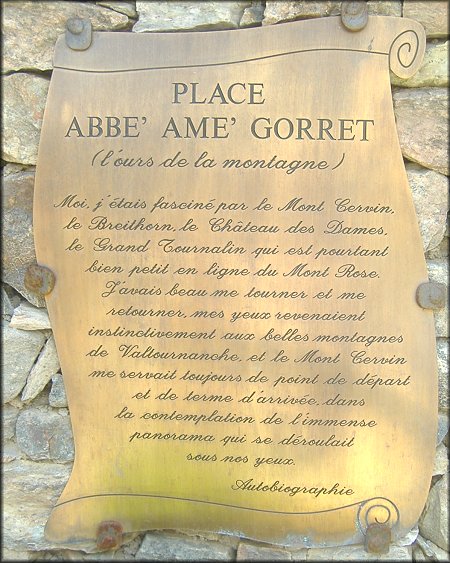 PLACE
ABBE' AME' GORRET
(l'ours de la montagne)
Moi, j'étais fasciné par le Mont Cervin,
le Breithorn, le Château des Dames,
le Grand Tournalin qui est pourtant
bien petit en ligne du Mont Rose.
J'avais beau me tourner et me
retourner, mes yeux revenaient
instinctivement aux belles montagnes
de Valtournanche, et le Mont Cervin
me servait toujours de point de départ
et de terme d'arrivée, dans
la contemplation de l'immense
panorama qui se déroulait
sous nos yeux.
Autobiographie